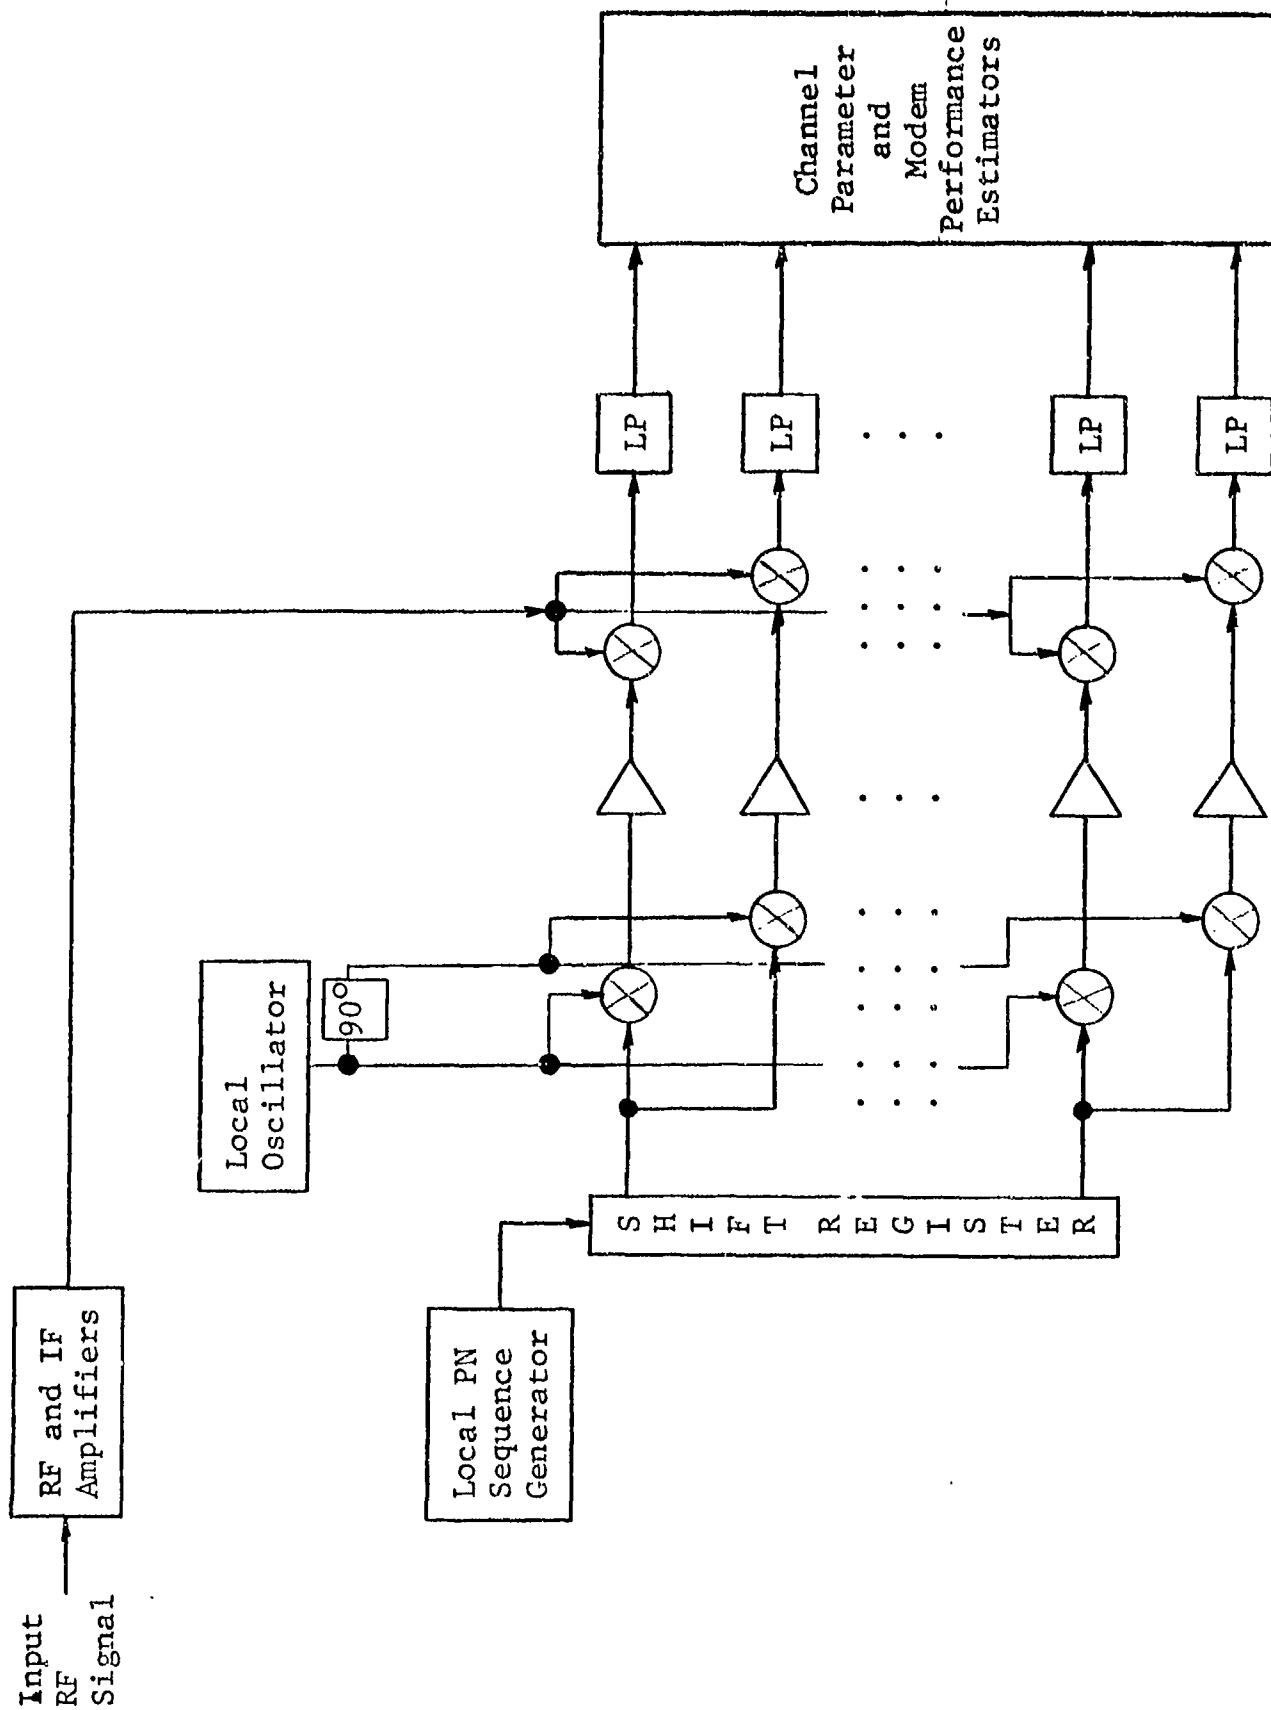 Input
RF
Signal
RF and IF
Amplifiers
Local
Oscillator
90°
Local PN
Sequence
Generator
SHIFT REGISTER
LP
LP
LP
LP
Channel
Parameter
and
Modem
Performance
Estimators